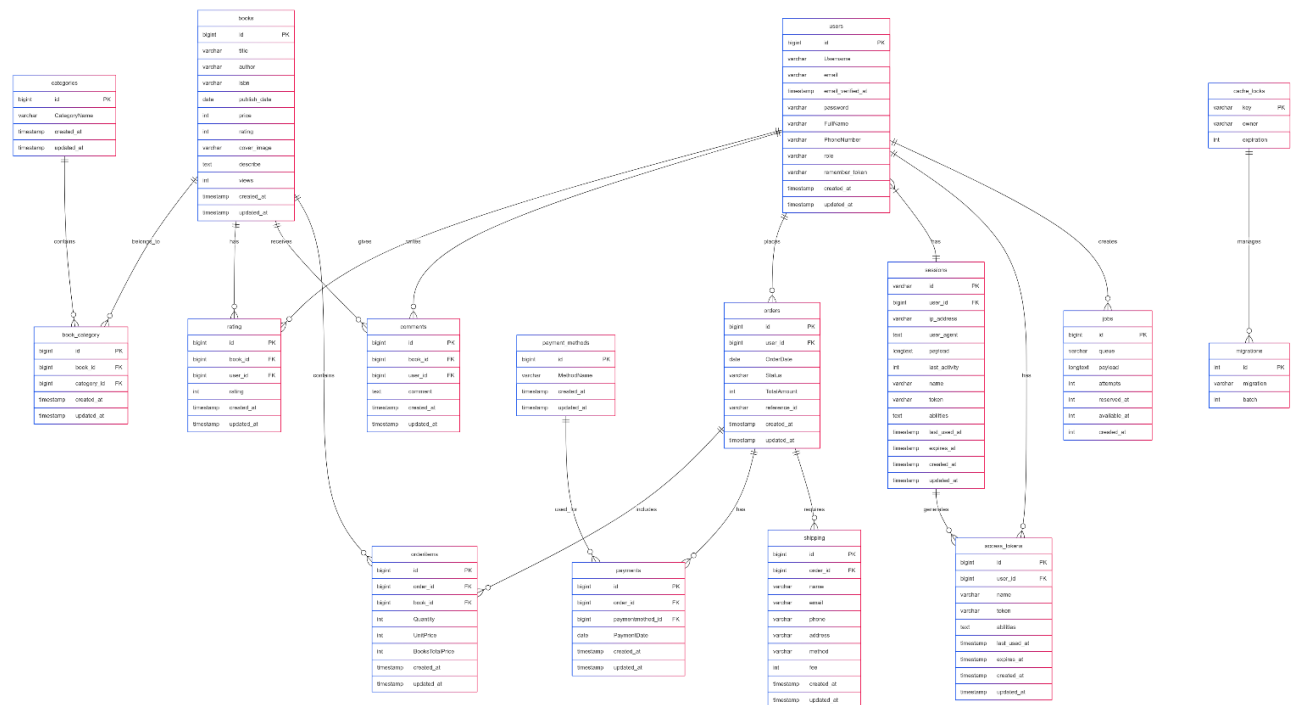 books
bigint id PK
varchar title
varchar author
varchar isbn
date publish_date
int price
int rating
varchar cover_image
text describe
int views
timestamp created_at
timestamp updated_at
users
bigint id PK
varchar Username
varchar email
timestamp email_verified_at
varchar password
varchar FullName
varchar PhoneNumber
varchar role
varchar remember_token
timestamp created_at
timestamp updated_at
categories
bigint id PK
varchar CategoryName
timestamp created_at
timestamp updated_at
cache_locks
varchar key PK
varchar owner
int expiration
contains
belongs_to
has
receives
gives
writes
places
has
creates
manages
book_category
bigint id PK
bigint book_id FK
bigint category_id FK
timestamp created_at
timestamp updated_at
rating
bigint id PK
bigint book_id FK
bigint user_id FK
int rating
timestamp created_at
timestamp updated_at
comments
bigint id PK
bigint book_id FK
bigint user_id FK
text comment
timestamp created_at
timestamp updated_at
payment_methods
bigint id PK
varchar MethodName
timestamp created_at
timestamp updated_at
orders
bigint id PK
bigint user_id FK
date OrderDate
varchar Status
int TotalAmount
varchar reference_id
timestamp created_at
timestamp updated_at
sessions
varchar id PK
bigint user_id FK
varchar ip_address
text user_agent
longtext payload
int last_activity
varchar name
varchar token
text abilities
timestamp last_used_at
timestamp expires_at
timestamp created_at
timestamp updated_at
jobs
bigint id PK
varchar queue
longtext payload
int attempts
int reserved_at
int available_at
int created_at
migrations
int id PK
varchar migration
int batch
contains
has
used_for
includes
has
requires
generates
orderitems
bigint id PK
bigint order_id FK
bigint book_id FK
int Quantity
int UnitPrice
int BooksTotalPrice
timestamp created_at
timestamp updated_at
payments
bigint id PK
bigint order_id FK
bigint paymentmethod_id FK
date PaymentDate
timestamp created_at
timestamp updated_at
shipping
bigint id PK
bigint order_id FK
varchar name
varchar email
varchar phone
varchar address
varchar method
int fee
timestamp created_at
timestamp updated_at
access_tokens
bigint id PK
bigint user_id FK
varchar name
varchar token
text abilities
timestamp last_used_at
timestamp expires_at
timestamp created_at
timestamp updated_at